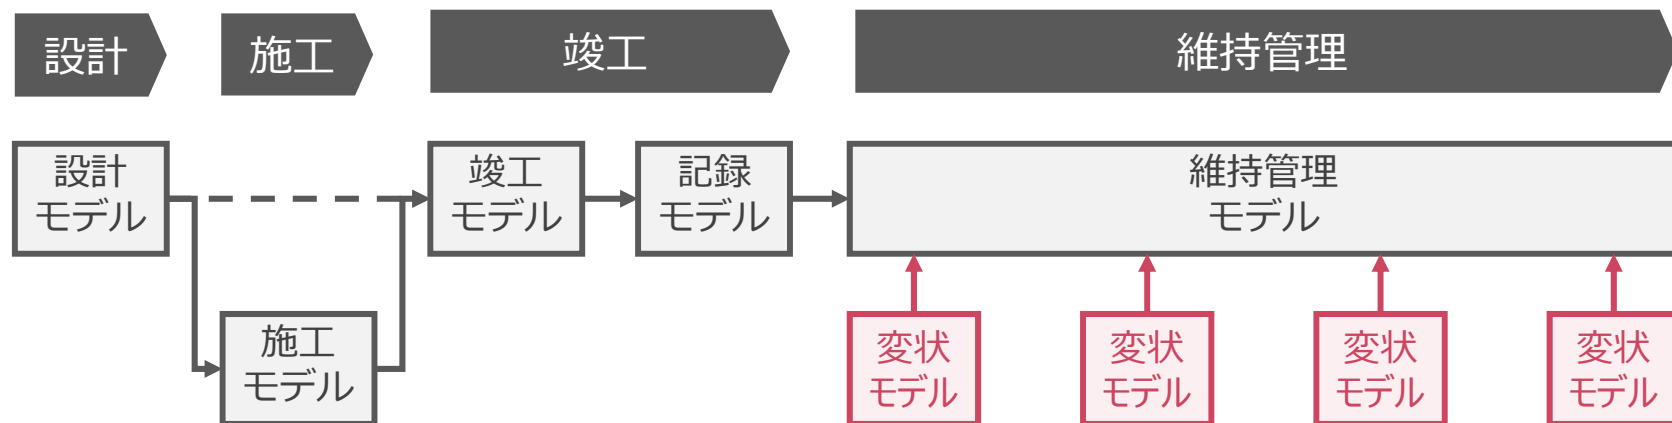 設計
施工
竣工
維持管理
設計
モデル
竣工
モデル
記録
モデル
維持管理
モデル
施工
モデル
変状
モデル
変状
モデル
変状
モデル
変状
モデル